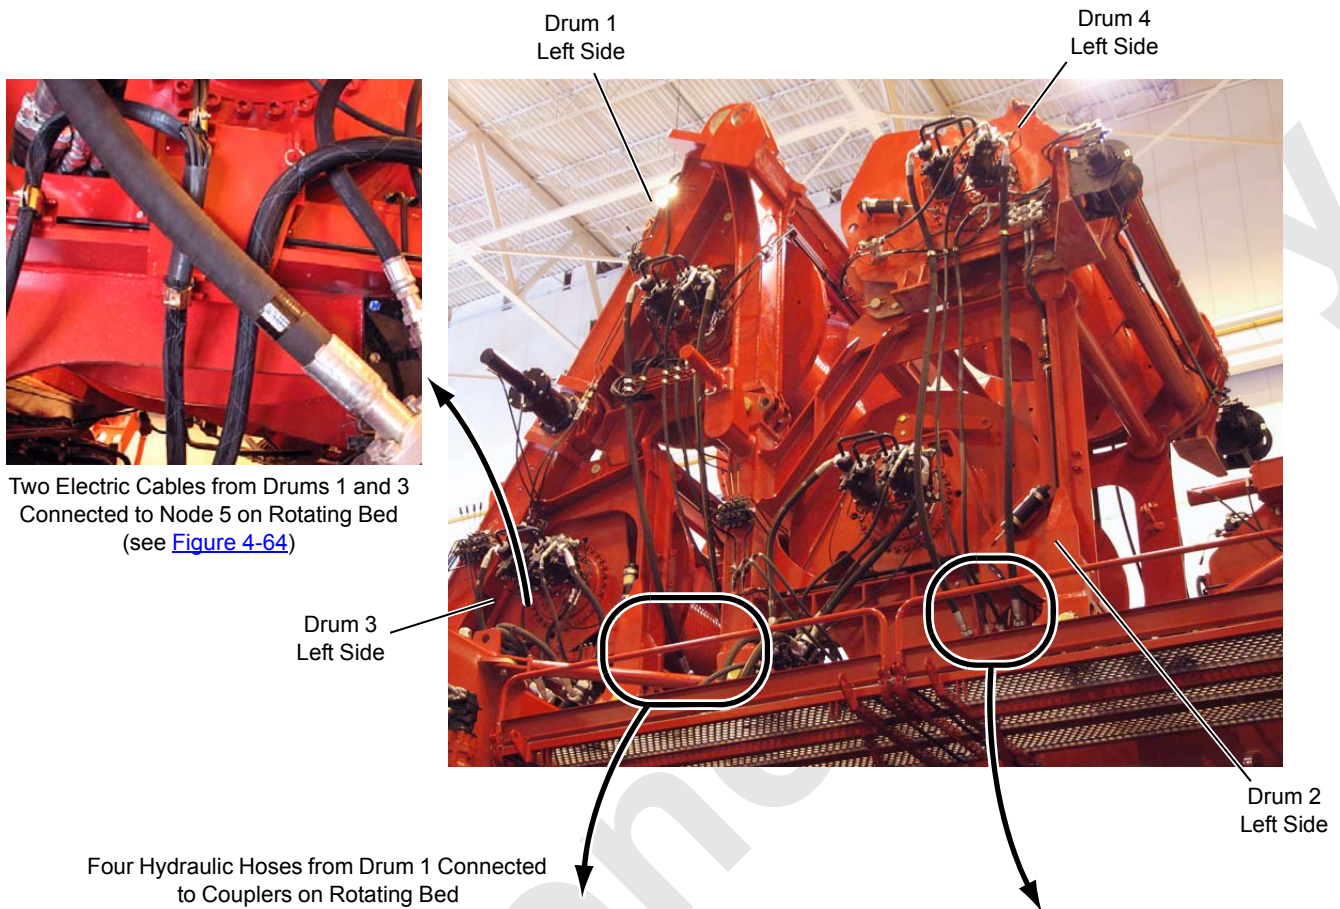 Drum 1
Left Side
Drum 4
Left Side
Two Electric Cables from Drums 1 and 3
Connected to Node 5 on Rotating Bed
(see Figure 4-64)
Drum 3
Left Side
Drum 2
Left Side
Four Hydraulic Hoses from Drum 1 Connected
to Couplers on Rotating Bed